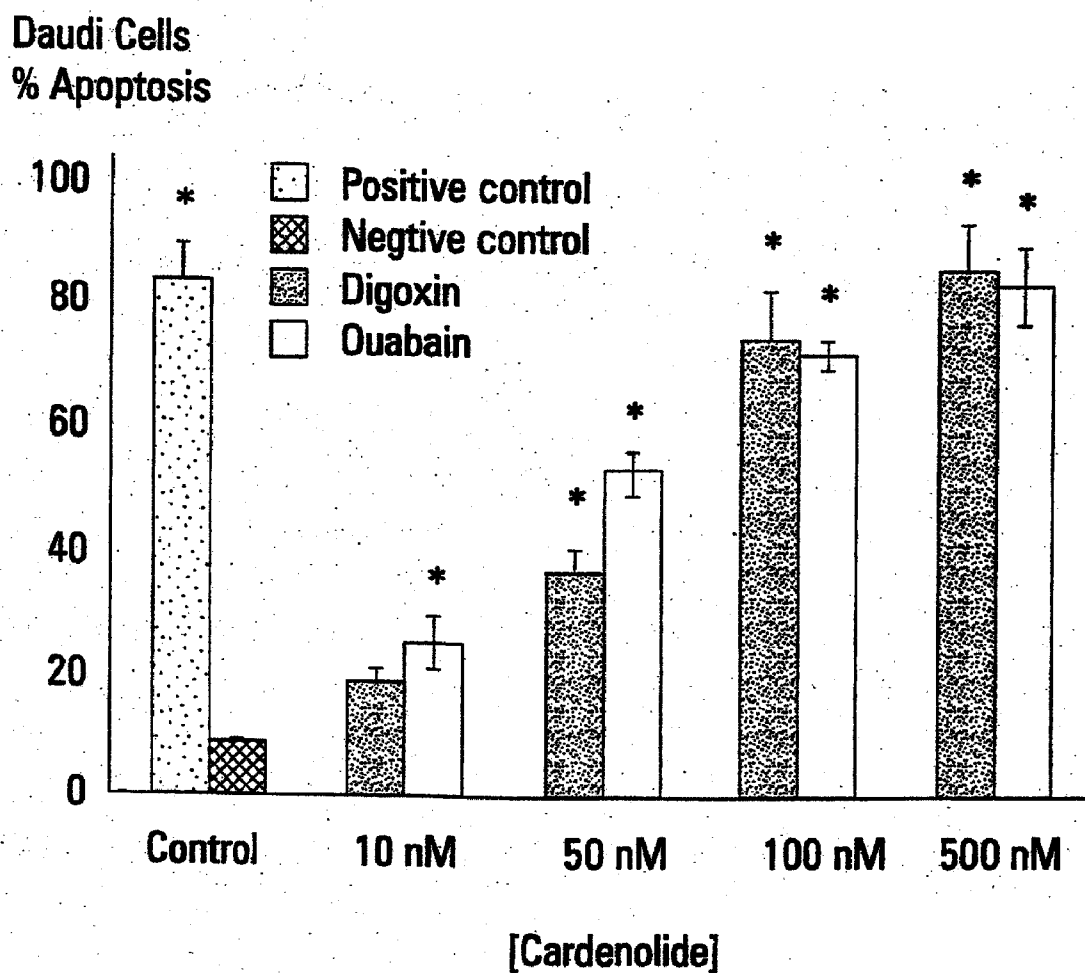 Daudi Cells
% Apoptosis
100
80
60
40
20
0
*
*
*
*
*
*
*
*
Positive control
Negtive control
Digoxin
Ouabain
Control
10 nM
50 nM
100 nM
500 nM
[Cardenolide]